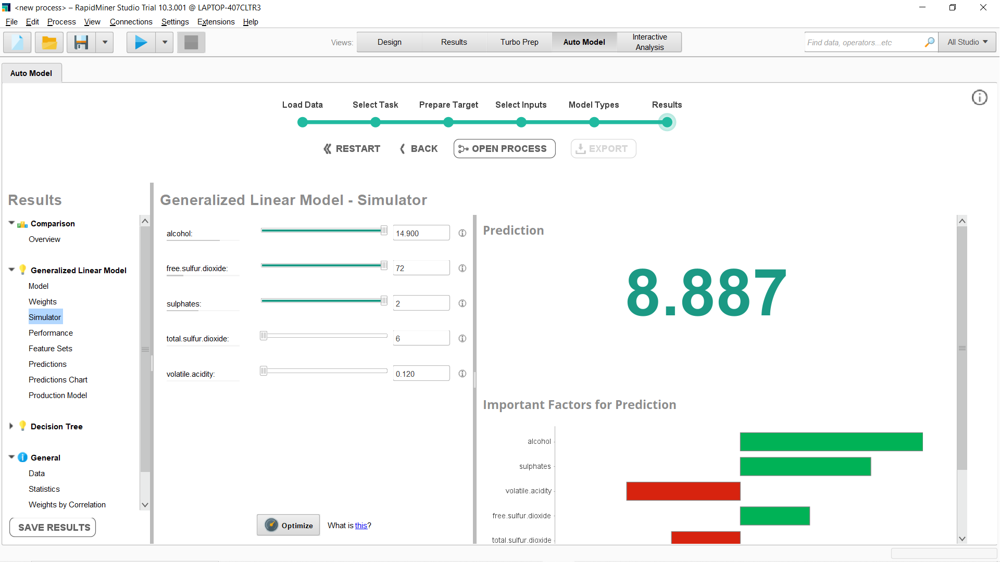 <new process> – RapidMiner Studio Trial 10.3.001 @ LAPTOP-407CLTR3
File Edit Process View Connections Settings Extensions Help
Views: Design Results Turbo Prep Auto Model Interactive Analysis
Find data, operators...etc
All Studio
Auto Model
Load Data Select Task Prepare Target Select Inputs Model Types Results
RESTART BACK OPEN PROCESS EXPORT
Results
Comparison
Overview
Generalized Linear Model
Model
Weights
Simulator
Performance
Feature Sets
Predictions
Predictions Chart
Production Model
Decision Tree
General
Data
Statistics
Weights by Correlation
SAVE RESULTS
Generalized Linear Model - Simulator
alcohol: 14.900
free.sulfur.dioxide: 72
sulphates: 2
total.sulfur.dioxide: 6
volatile.acidity: 0.120
Optimize What is this?
Prediction
8.887
Important Factors for Prediction
alcohol
sulphates
volatile.acidity
free.sulfur.dioxide
total.sulfur.dioxide